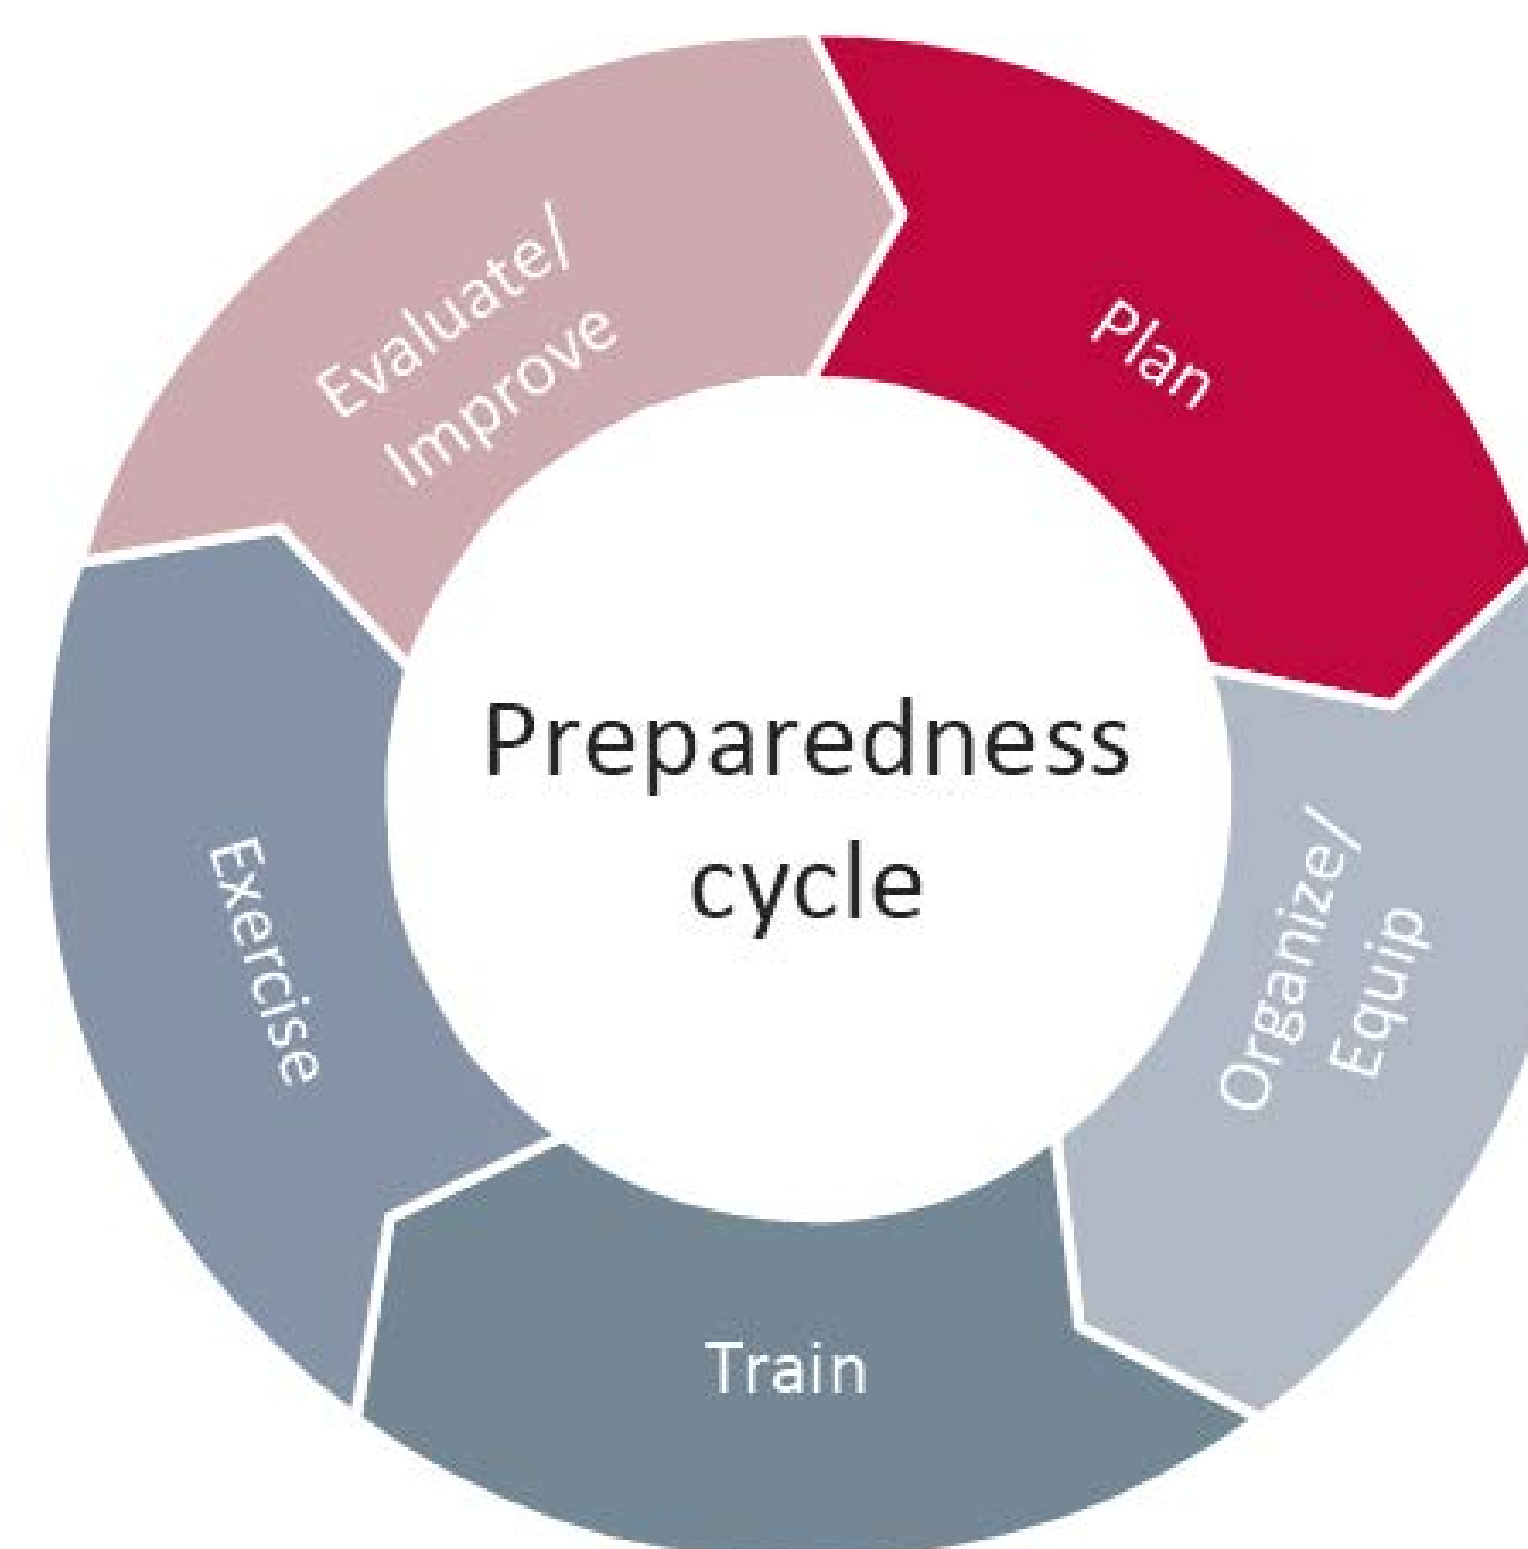 Preparedness
cycle
Plan
Organize/
Equip
Train
Exercise
Evaluate/
Improve